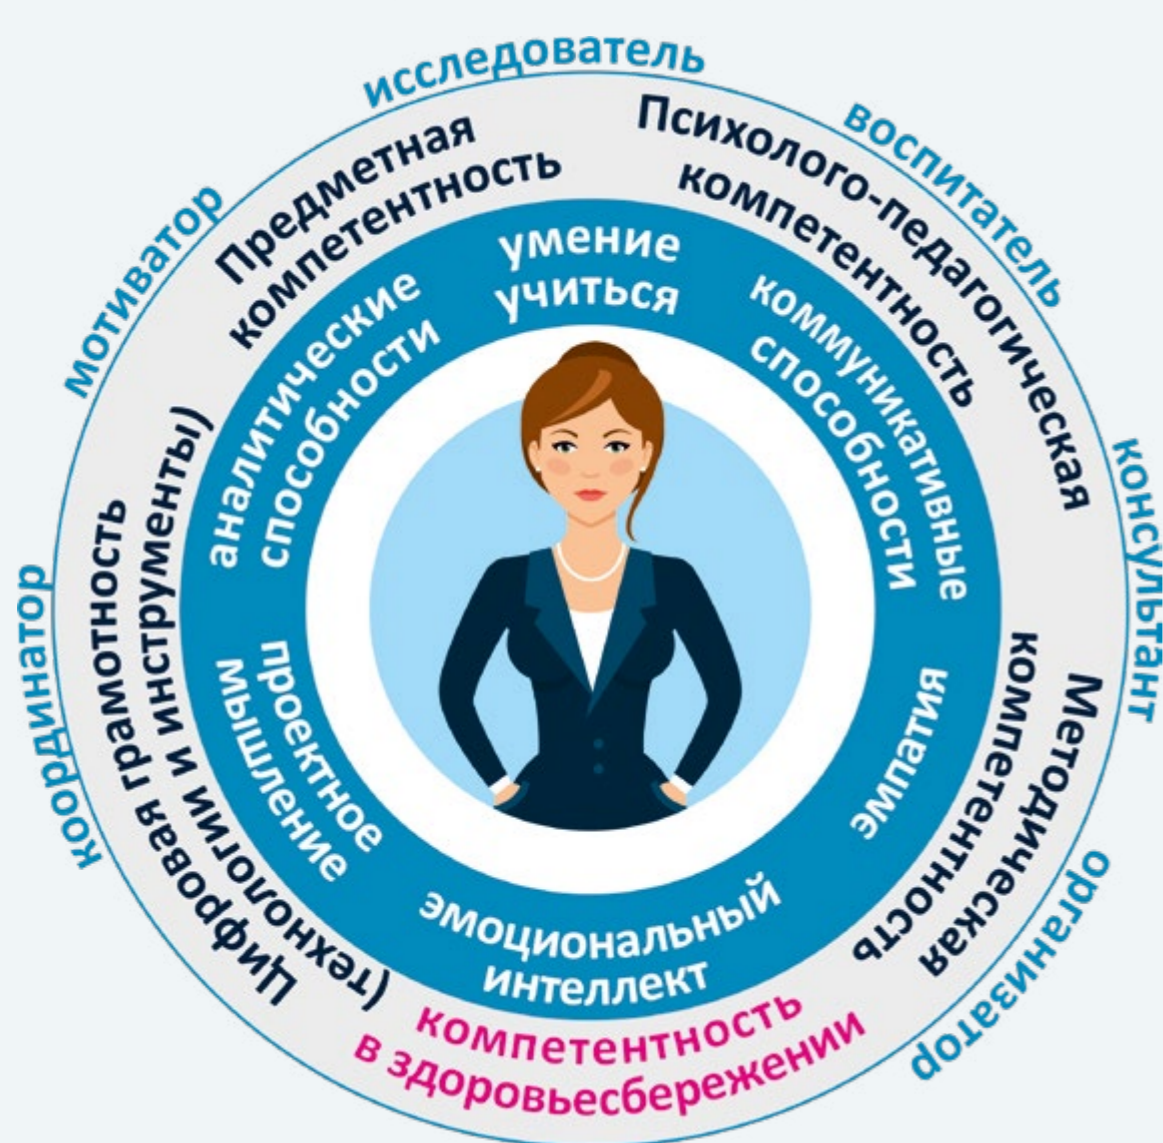 исследователь
воспитатель
консультант
организатор
координатор
мотиватор
Предметная
компетентность
Психолого-педагогическая
компетентность
Методическая
компетентность
компетентность
в здоровьесбережении
Цифровая грамотность
(технологии и инструменты)
умение
учиться
коммуникативные
способности
эмпатия
эмоциональный
интеллект
проектное
мышление
аналитические
способности